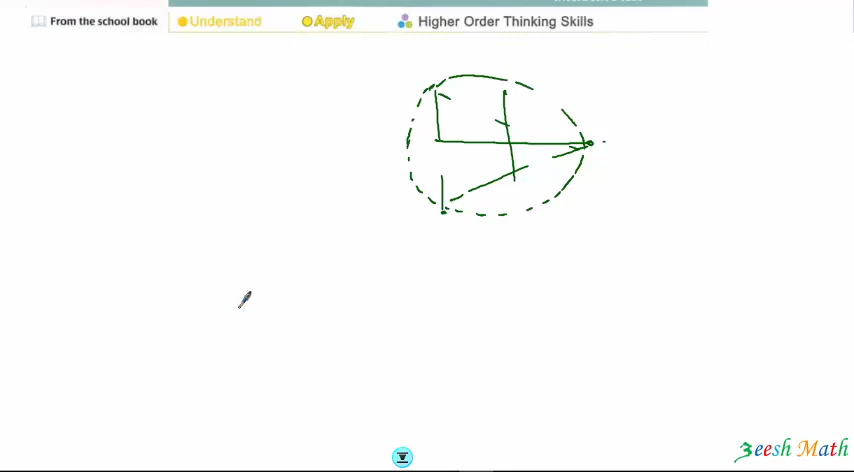 From the school book Understand Apply Higher Order Thinking Skills
Zeesh Math